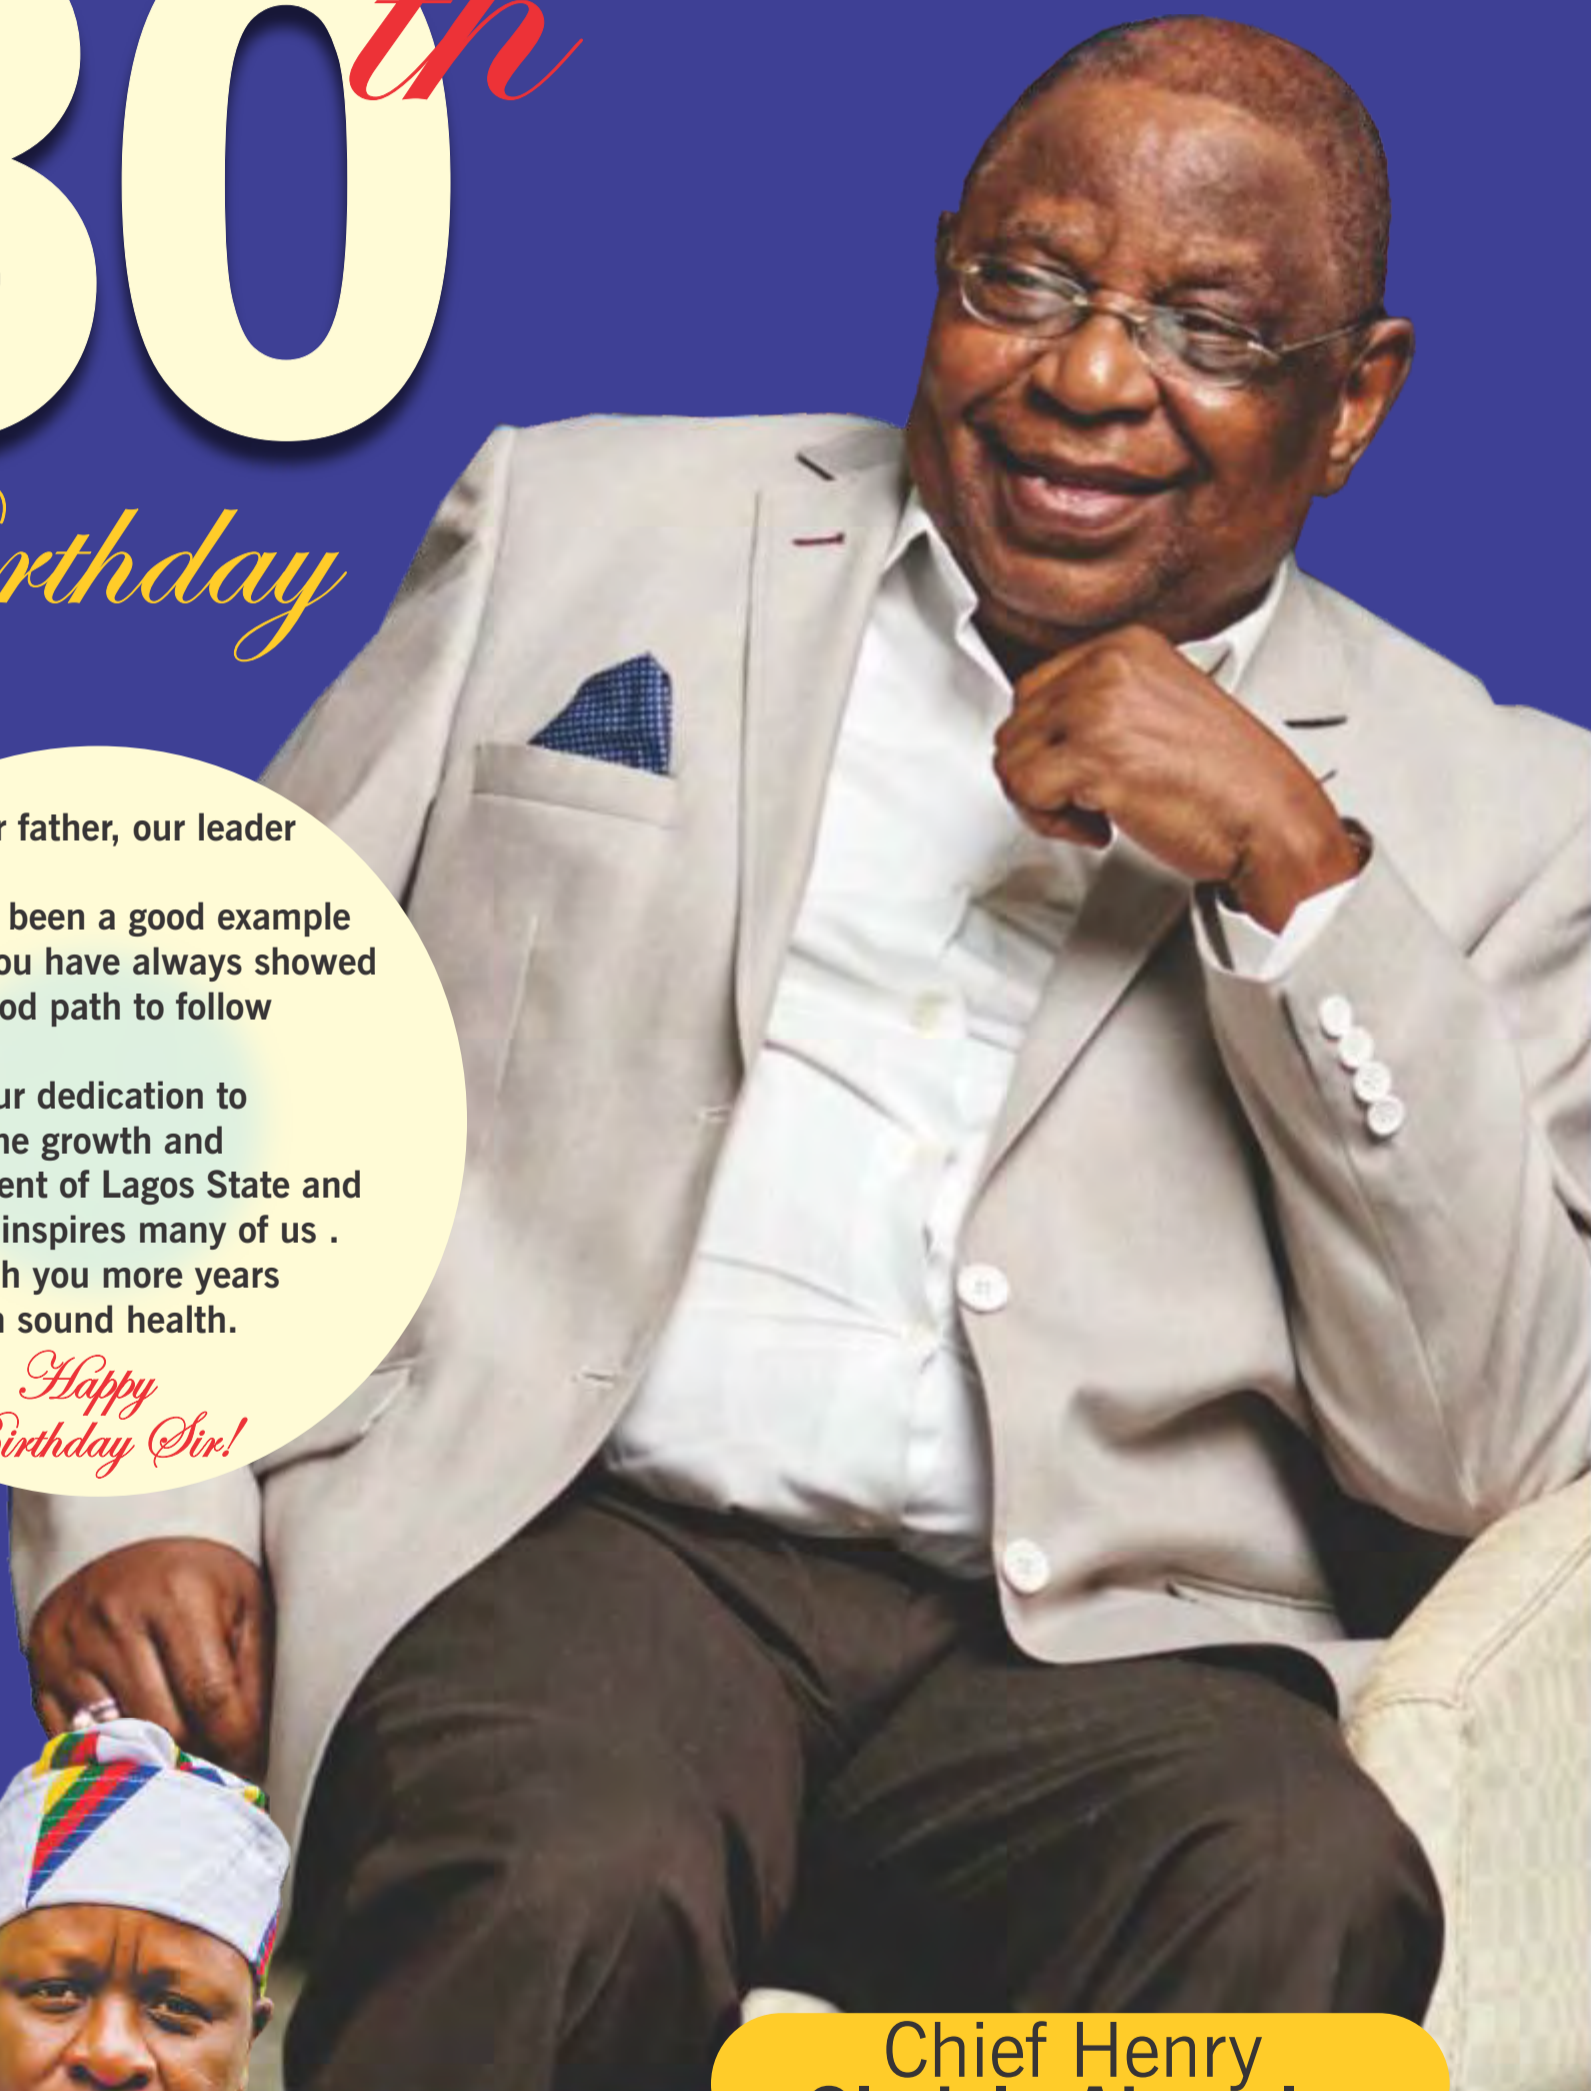 80th
irthday
r father, our leader
been a good example
ou have always showed
od path to follow
ur dedication to
he growth and
ent of Lagos State and
inspires many of us .
h you more years
n sound health.
Happy
Birthday Sir!
Chief Henry